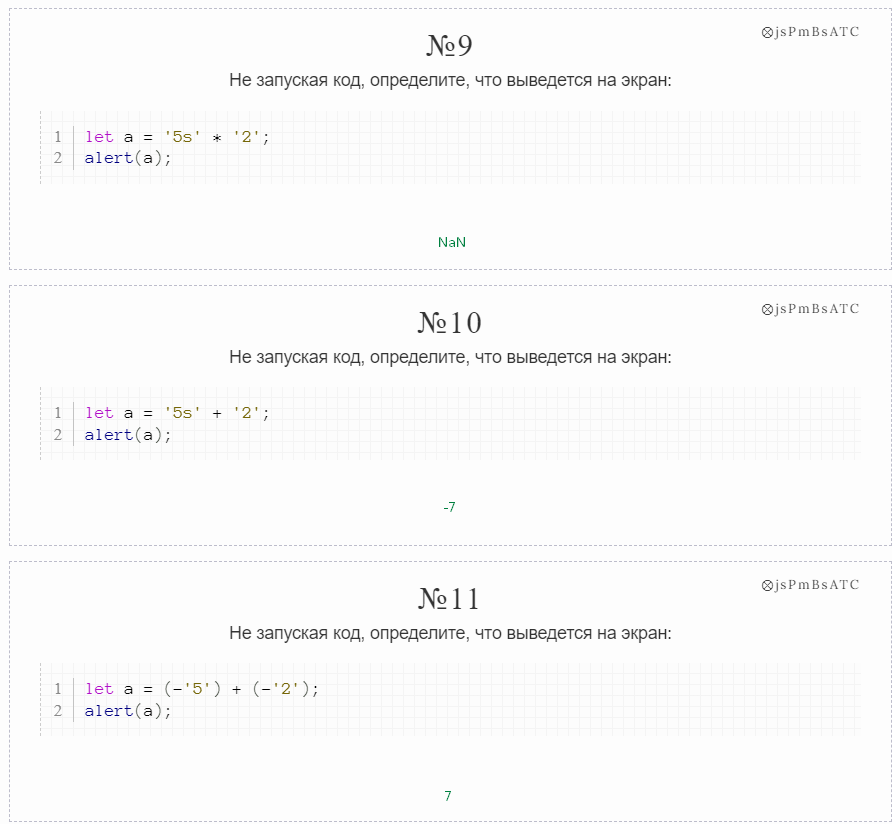 ⊗jsPmBsATC
№9
Не запуская код, определите, что выведется на экран:
1 let a = '5s' * '2';
2 alert(a);
NaN
⊗jsPmBsATC
№10
Не запуская код, определите, что выведется на экран:
1 let a = '5s' + '2';
2 alert(a);
-7
⊗jsPmBsATC
№11
Не запуская код, определите, что выведется на экран:
1 let a = (-'5') + (-'2');
2 alert(a);
7